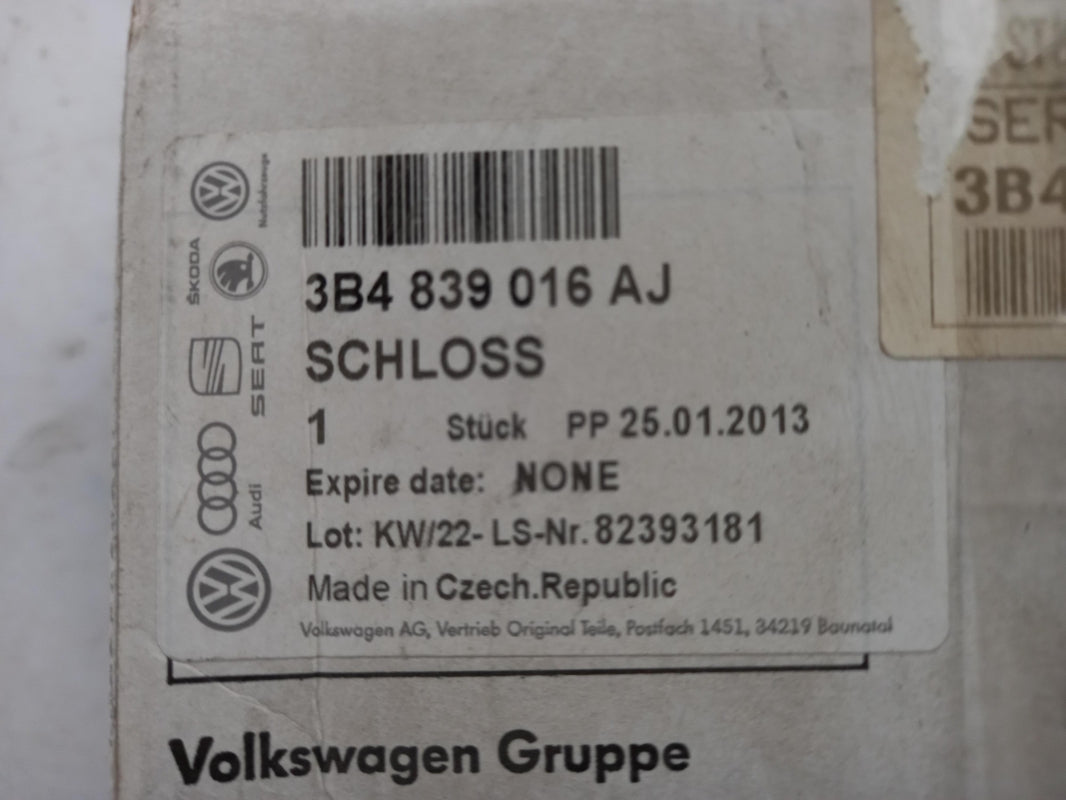 Nutzfahrzeuge
ŠKODA
SEAT
Audi
3B4 839 016 AJ
SCHLOSS
1 Stück PP 25.01.2013
Expire date: NONE
Lot: KW/22- LS-Nr. 82393181
Made in Czech.Republic
Volkswagen AG, Vertrieb Original Teile, Postfach 1451, 34219 Baunatal
Volkswagen Gruppe
SER
3B4